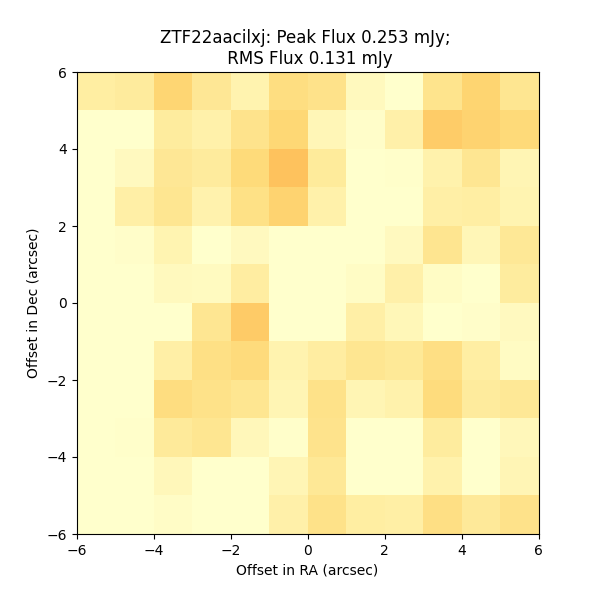 ZTF22aacilxj: Peak Flux 0.253 mJy;
RMS Flux 0.131 mJy
6
4
2
0
−2
−4
−6
Offset in Dec (arcsec)
−6 −4 −2 0 2 4 6
Offset in RA (arcsec)